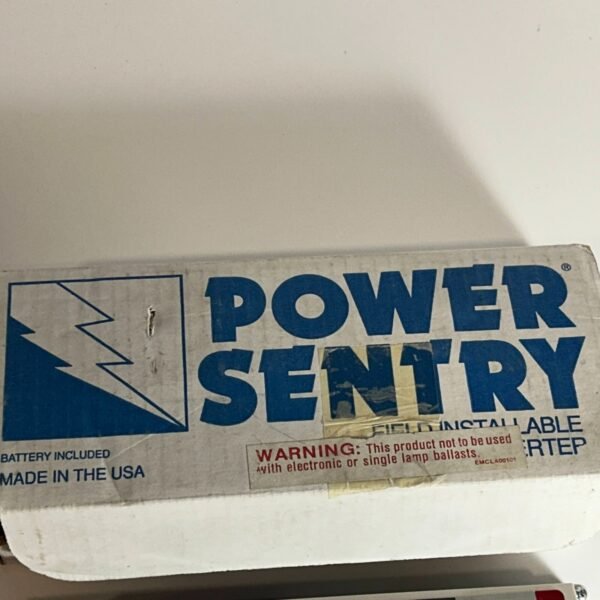 POWER®
SENTRY
FIELD INSTALLABLE
BATTERY INCLUDED
MADE IN THE USA
WARNING: This product not to be used
with electronic or single lamp ballasts.
EMCLA00101